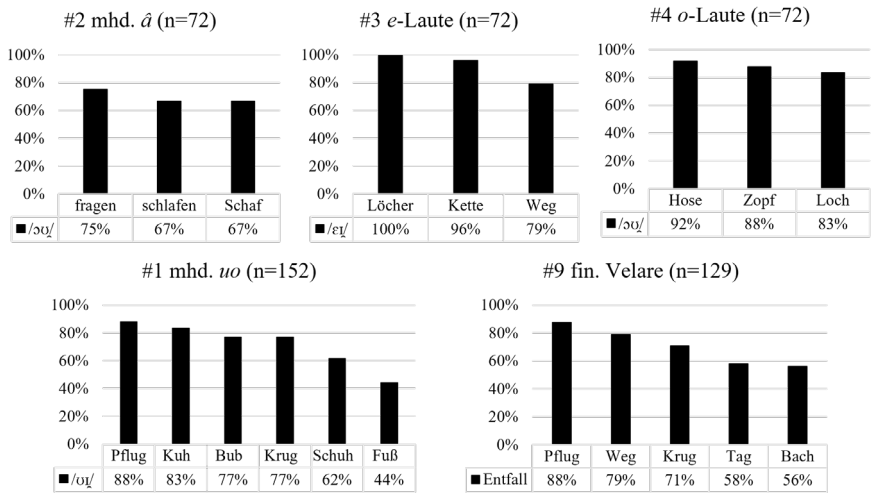 #2 mhd. â (n=72)
100%
80%
60%
40%
20%
0%
fragen schlafen Schaf
/ɔʊ̯/ 75% 67% 67%
#3 e-Laute (n=72)
100%
80%
60%
40%
20%
0%
Löcher Kette Weg
/ɛɪ̯/ 100% 96% 79%
#4 o-Laute (n=72)
100%
80%
60%
40%
20%
0%
Hose Zopf Loch
/ɔʊ̯/ 92% 88% 83%
#1 mhd. uo (n=152)
100%
80%
60%
40%
20%
0%
Pflug Kuh Bub Krug Schuh Fuß
/ʊɪ̯/ 88% 83% 77% 77% 62% 44%
#9 fin. Velare (n=129)
100%
80%
60%
40%
20%
0%
Pflug Weg Krug Tag Bach
Entfall 88% 79% 71% 58% 56%